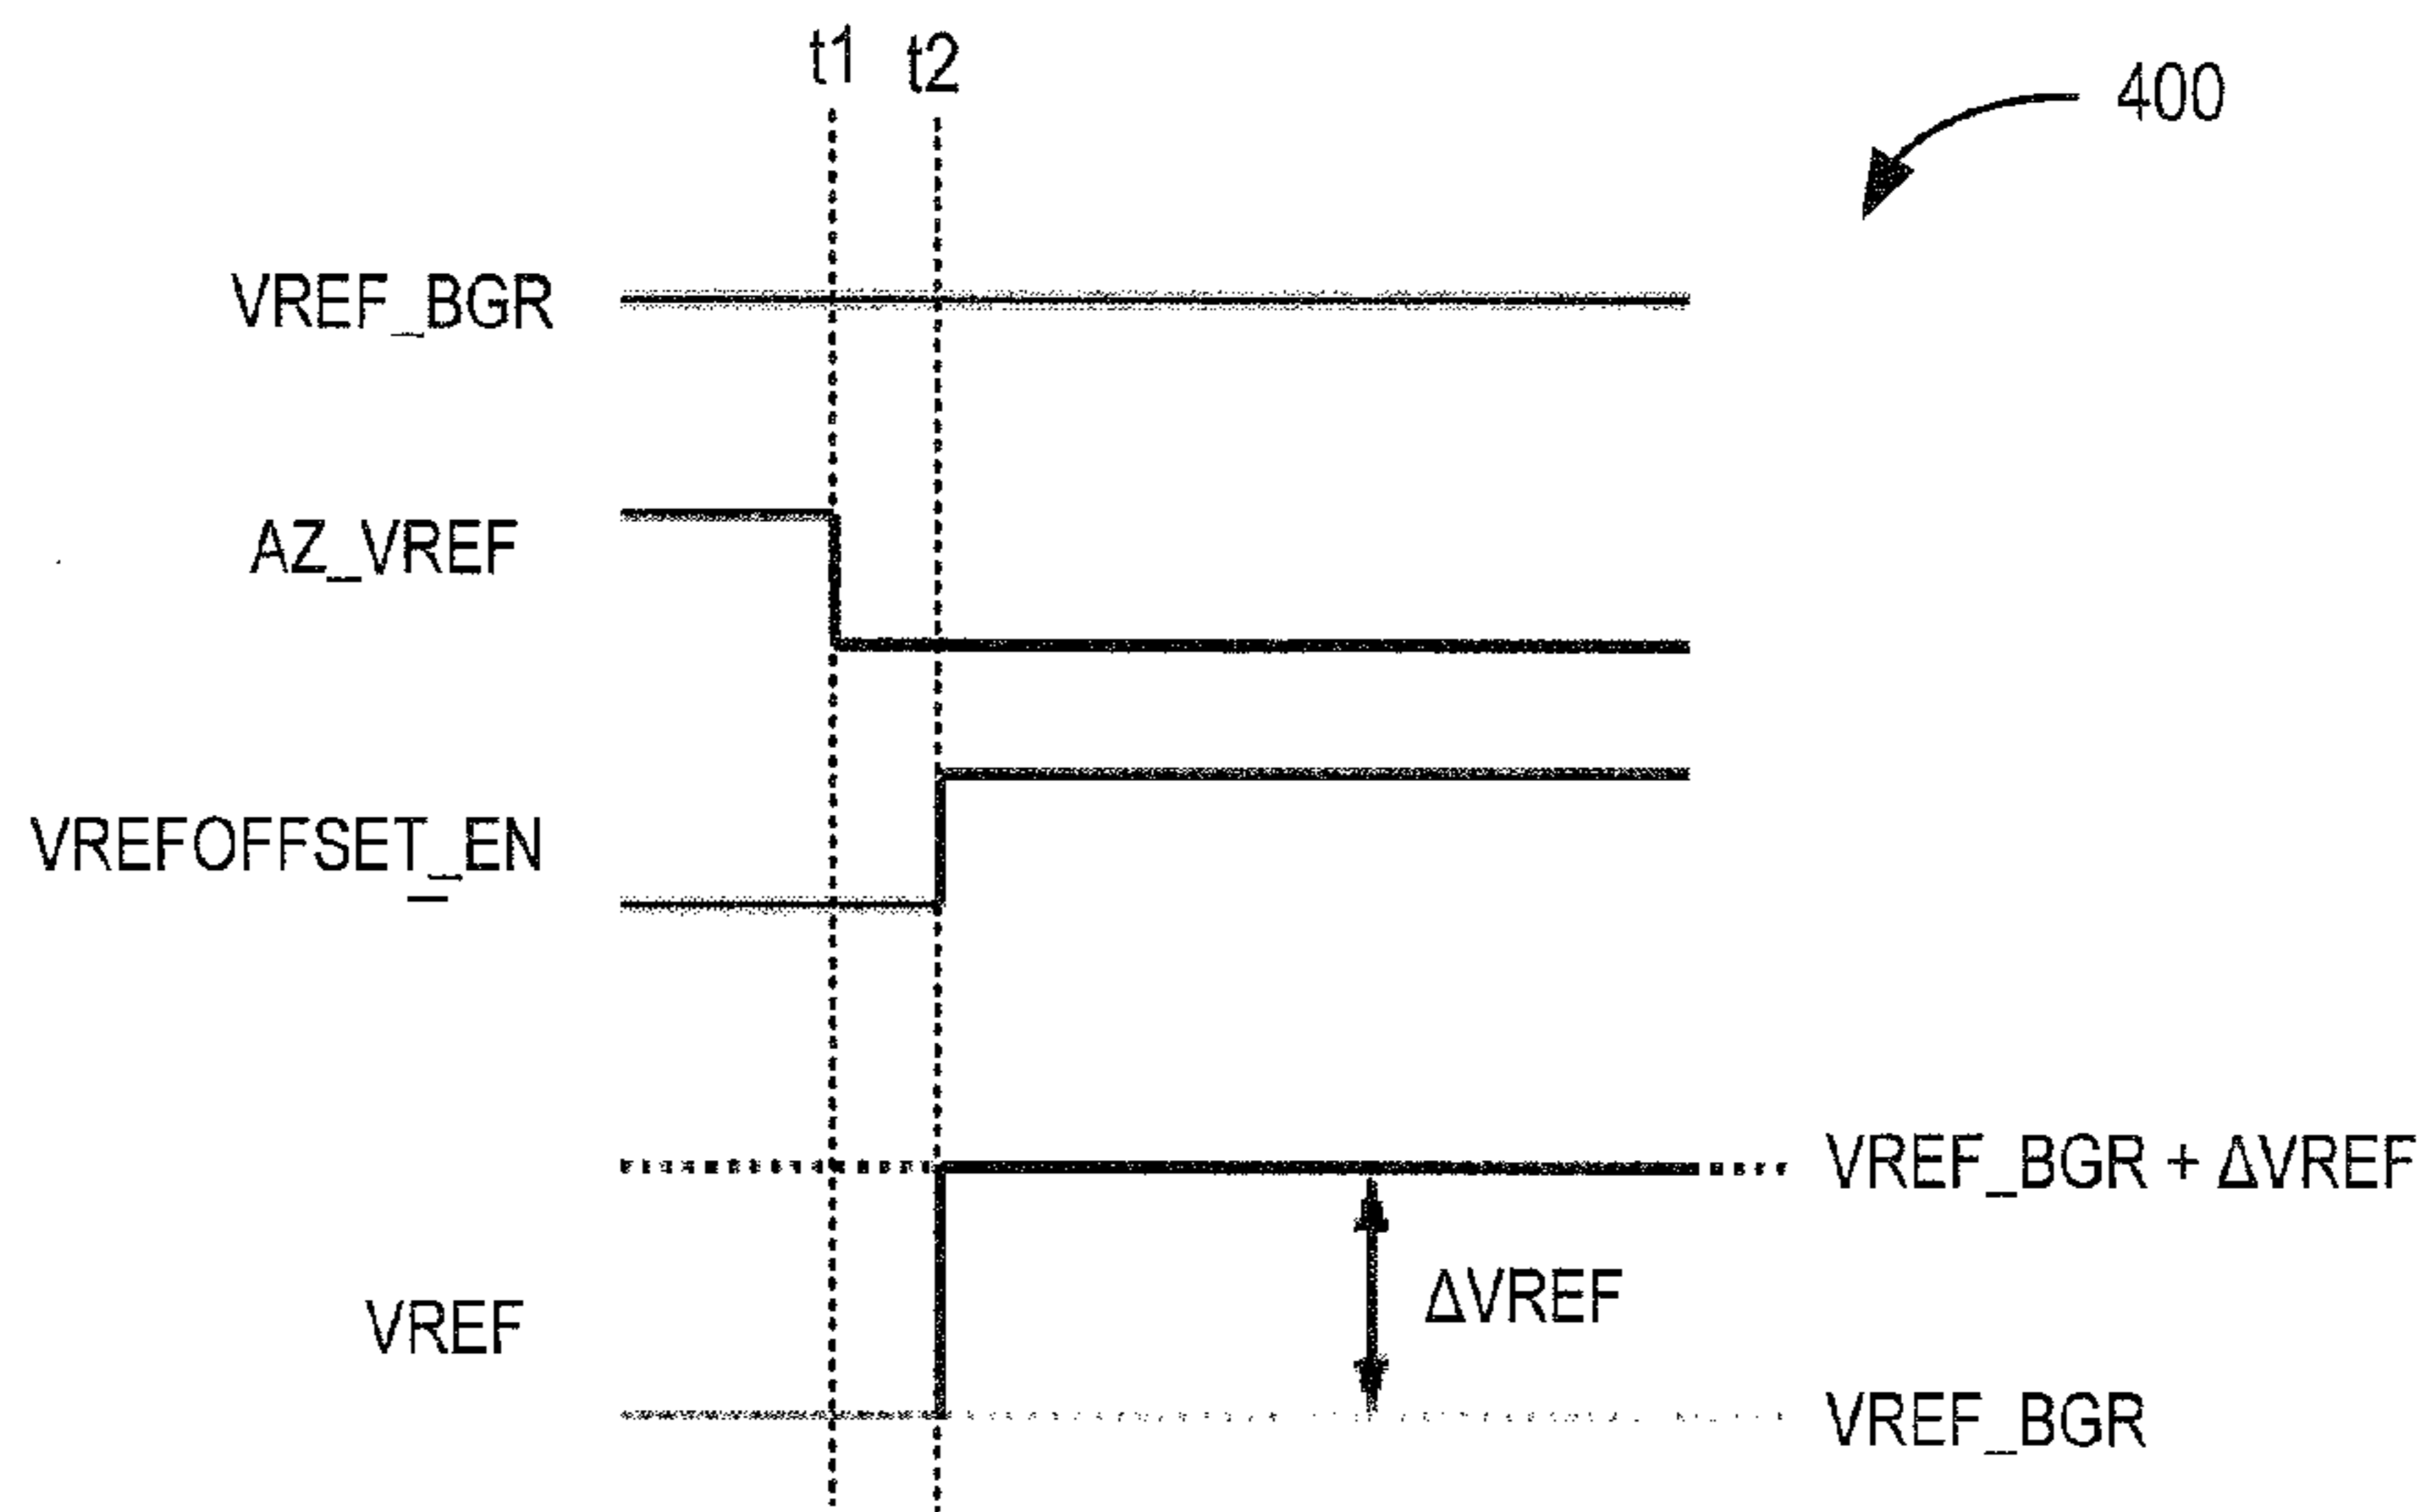 t1 t2
400
VREF_BGR
AZ_VREF
VREFOFFSET_EN
VREF_BGR + ΔVREF
ΔVREF
VREF
VREF_BGR